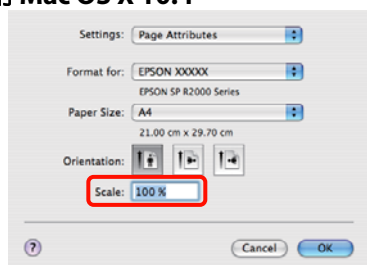 Mac OS X 10.4
Settings: Page Attributes
Format for: EPSON XXXXX
EPSON SP R2000 Series
Paper Size: A4
21.00 cm x 29.70 cm
Orientation:
Scale: 100 %
? Cancel OK